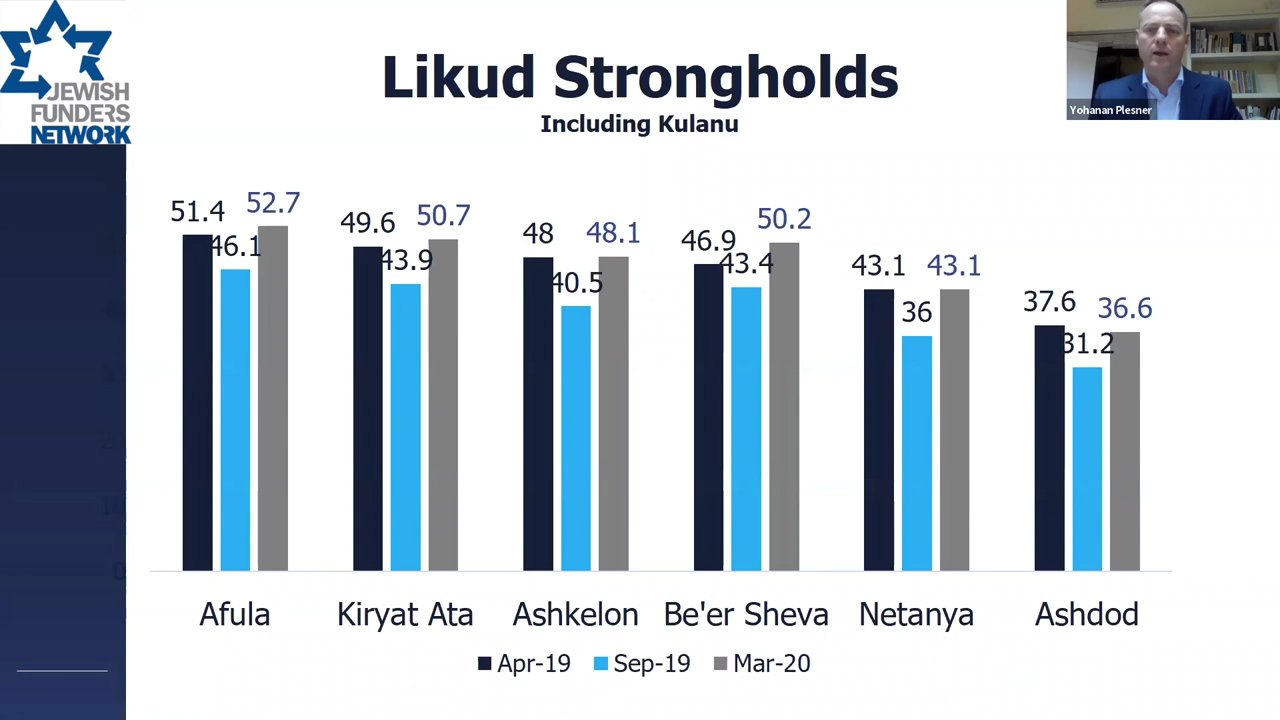 JEWISH
FUNDERS
NETWORK
Likud Strongholds
Including Kulanu
Yohanan Plesner
51.4
46.1
52.7
49.6
43.9
50.7
48
40.5
48.1
46.9
43.4
50.2
43.1
36
43.1
37.6
31.2
36.6
0
Afula
Kiryat Ata
Ashkelon
Be'er Sheva
Netanya
Ashdod
Apr-19
Sep-19
Mar-20